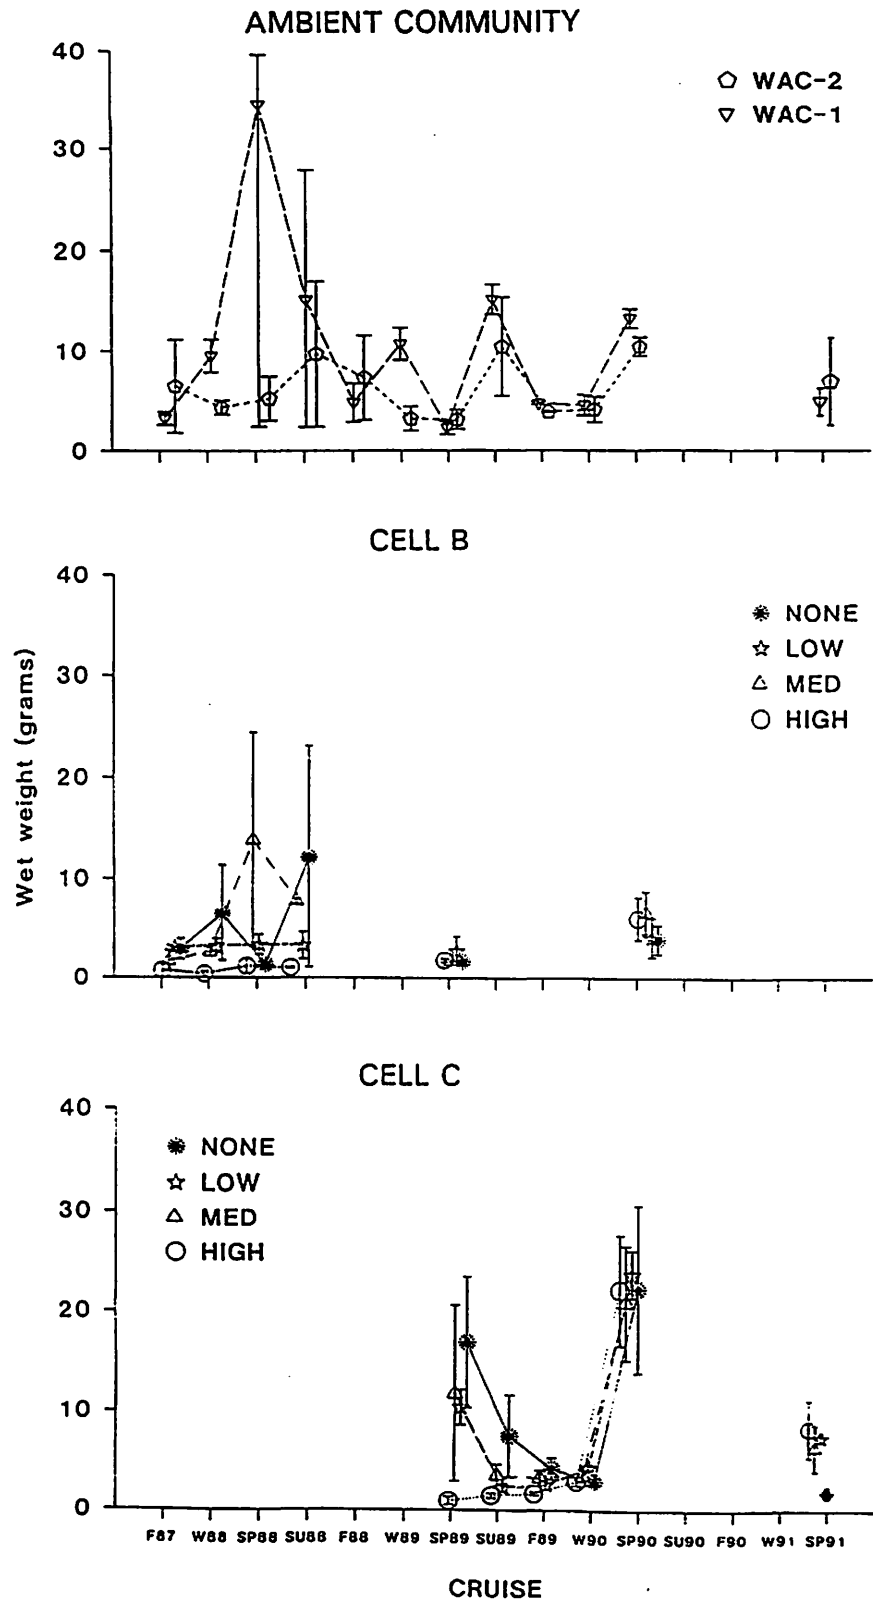 AMBIENT COMMUNITY
40
30
20
10
0
WAC-2
WAC-1
CELL B
40
30
20
10
0
NONE
LOW
MED
HIGH
Wet weight (grams)
CELL C
40
30
20
10
0
NONE
LOW
MED
HIGH
F87 W88 SP88 SU88 F88 W89 SP89 SU89 F89 W90 SP90 SU90 F90 W91 SP91
CRUISE